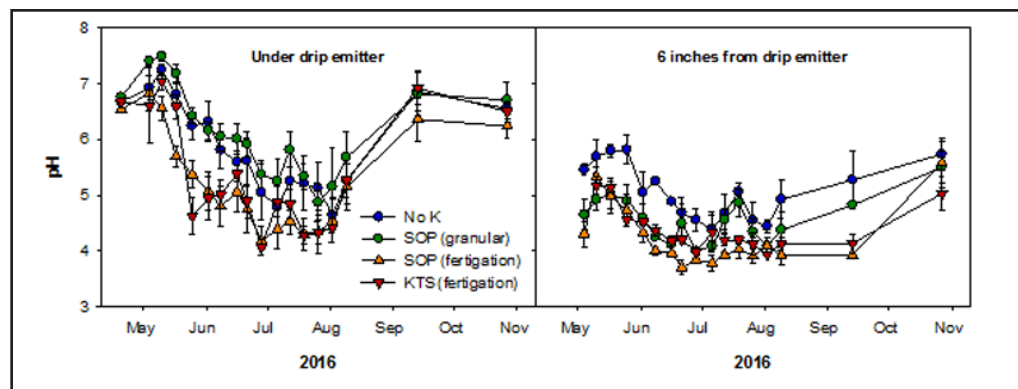 Under drip emitter
6 inches from drip emitter
8
7
6
5
4
3
pH
No K
SOP (granular)
SOP (fertigation)
KTS (fertigation)
May Jun Jul Aug Sep Oct Nov
May Jun Jul Aug Sep Oct Nov
2016
2016